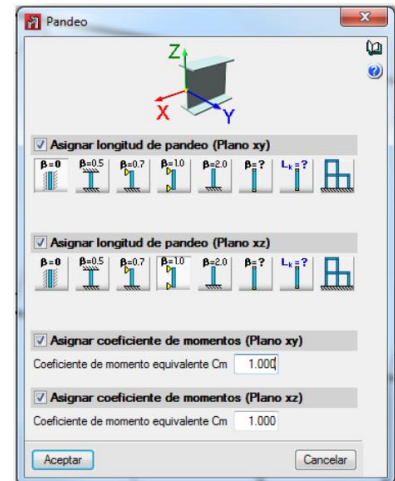 Pandeo
Z
X
Y
Asignar longitud de pandeo (Plano xy)
β=0 β=0.5 β=0.7 β=1.0 β=2.0 β=? Lk=?
Asignar longitud de pandeo (Plano xz)
β=0 β=0.5 β=0.7 β=1.0 β=2.0 β=? Lk=?
Asignar coeficiente de momentos (Plano xy)
Coeficiente de momento equivalente Cm 1.000
Asignar coeficiente de momentos (Plano xz)
Coeficiente de momento equivalente Cm 1.000
Aceptar Cancelar